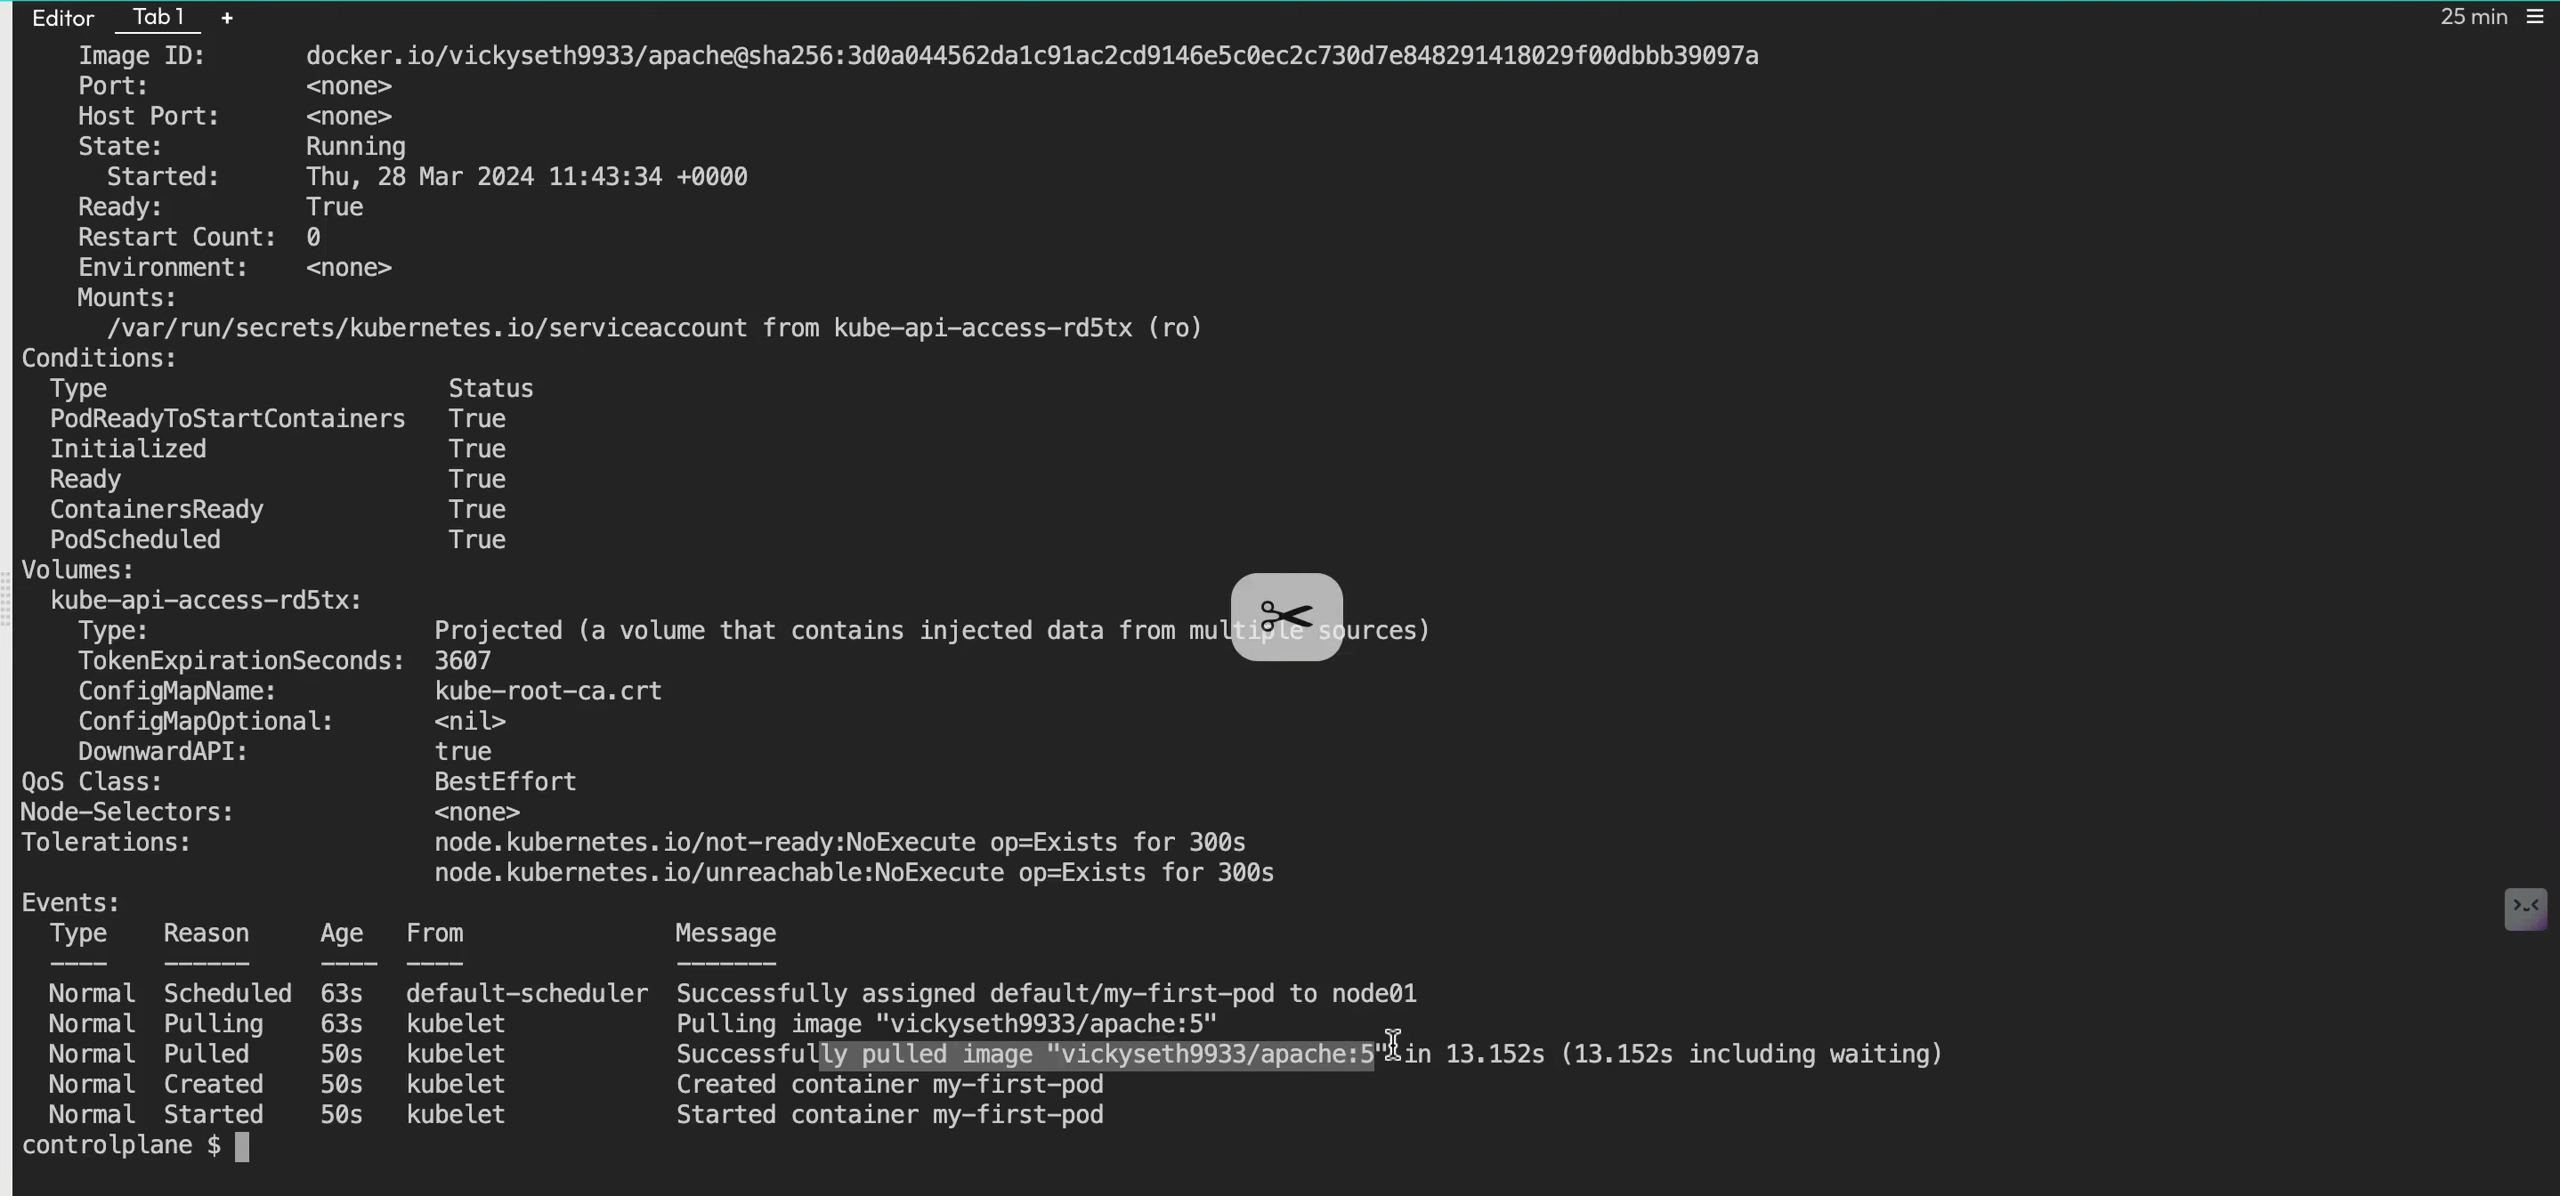 Editor Tab 1 + 25 min
Image ID: docker.io/vickyseth9933/apache@sha256:3d0a044562da1c91ac2cd9146e5c0ec2c730d7e848291418029f00dbbb39097a
Port: <none>
Host Port: <none>
State: Running
Started: Thu, 28 Mar 2024 11:43:34 +0000
Ready: True
Restart Count: 0
Environment: <none>
Mounts:
/var/run/secrets/kubernetes.io/serviceaccount from kube-api-access-rd5tx (ro)
Conditions:
Type Status
PodReadyToStartContainers True
Initialized True
Ready True
ContainersReady True
PodScheduled True
Volumes:
kube-api-access-rd5tx:
Type: Projected (a volume that contains injected data from multiple sources)
TokenExpirationSeconds: 3607
ConfigMapName: kube-root-ca.crt
ConfigMapOptional: <nil>
DownwardAPI: true
QoS Class: BestEffort
Node-Selectors: <none>
Tolerations: node.kubernetes.io/not-ready:NoExecute op=Exists for 300s
node.kubernetes.io/unreachable:NoExecute op=Exists for 300s
Events:
Type Reason Age From Message
---- ------ ---- ---- -------
Normal Scheduled 63s default-scheduler Successfully assigned default/my-first-pod to node01
Normal Pulling 63s kubelet Pulling image "vickyseth9933/apache:5"
Normal Pulled 50s kubelet Successfully pulled image "vickyseth9933/apache:5" in 13.152s (13.152s including waiting)
Normal Created 50s kubelet Created container my-first-pod
Normal Started 50s kubelet Started container my-first-pod
controlplane $